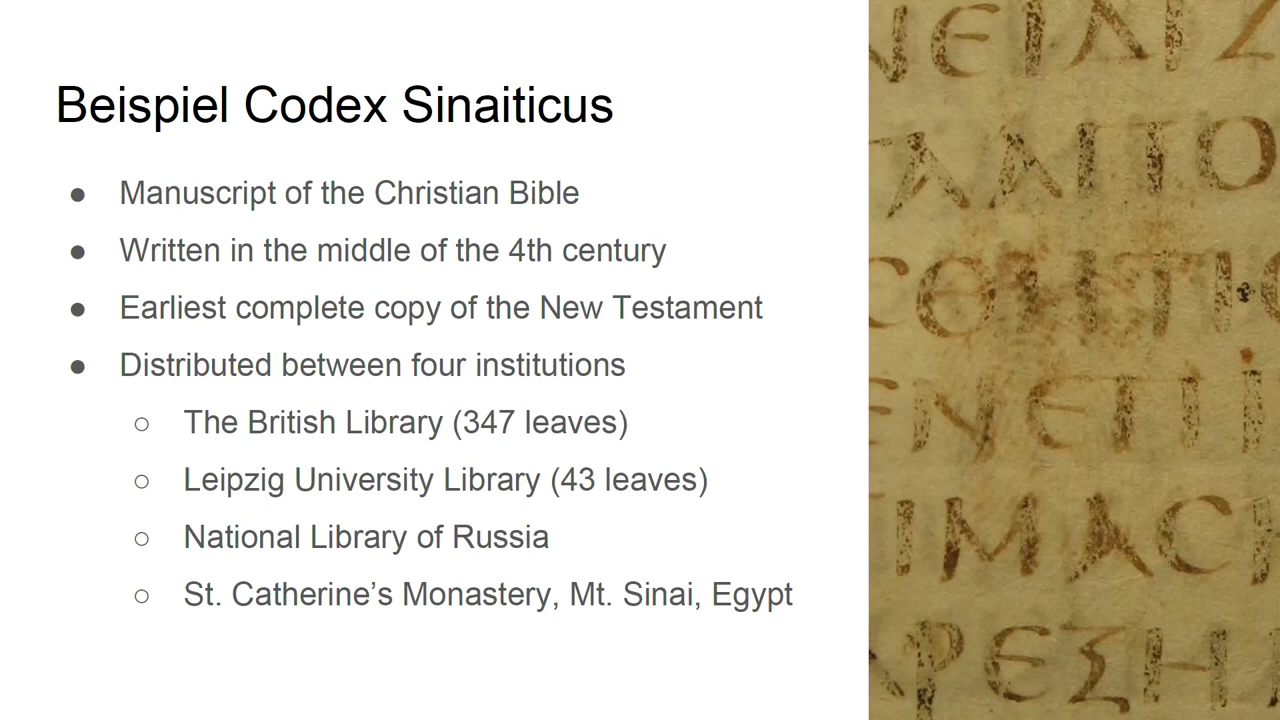 Beispiel Codex Sinaiticus
● Manuscript of the Christian Bible
● Written in the middle of the 4th century
● Earliest complete copy of the New Testament
● Distributed between four institutions
○ The British Library (347 leaves)
○ Leipzig University Library (43 leaves)
○ National Library of Russia
○ St. Catherine’s Monastery, Mt. Sinai, Egypt